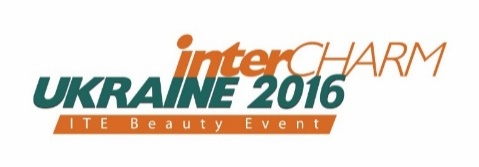 interCHARM
UKRAINE 2016
ITE Beauty Event